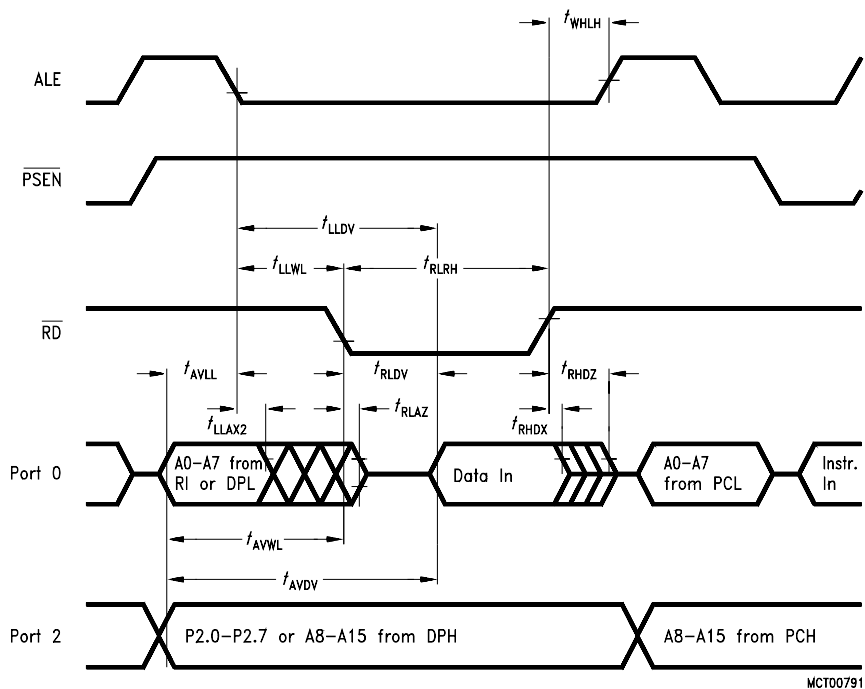 tWHLH
ALE
PSEN
tLLDV
tLLWL
tRLRH
RD
tAVLL
tRLDV
tRHDZ
tLLAX2
tRLAZ
tRHDX
Port 0
A0-A7 from
RI or DPL
Data In
A0-A7
from PCL
Instr.
In
tAVWL
tAVDV
Port 2
P2.0-P2.7 or A8-A15 from DPH
A8-A15 from PCH
MCT00791